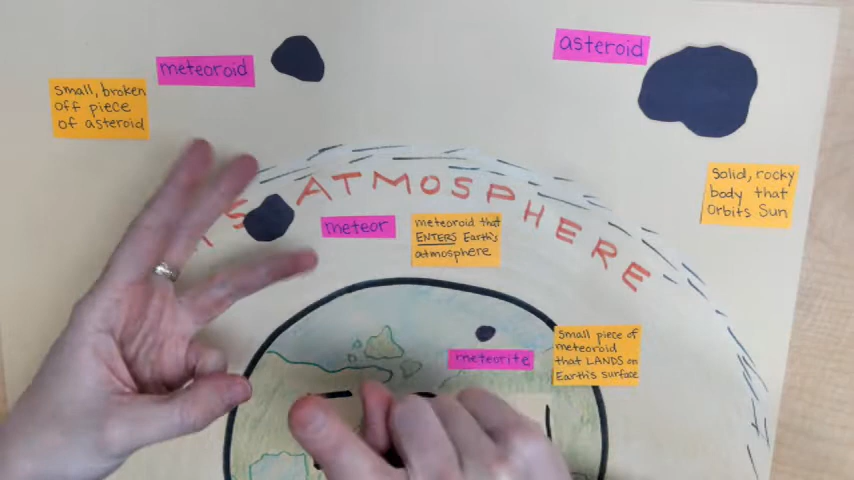 meteoroid
small, broken
off piece
of asteroid
asteroid
solid, rocky
body that
Orbits Sun
S ATMOSPHERE
meteor
meteoroid that
ENTERS Earth's
atmosphere
meteorite
small piece of
meteoroid
that LANDS on
Earth's surface